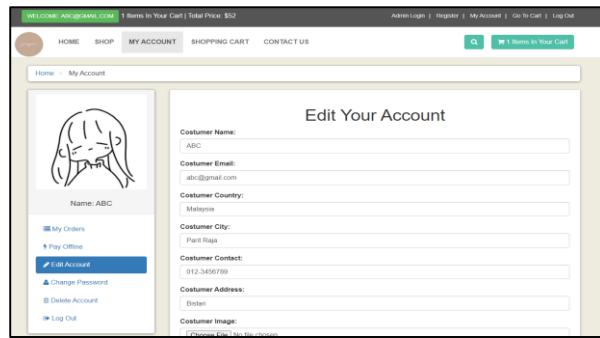 WELCOME: ABC@GMAIL.COM 1 Items In Your Cart | Total Price: $52
Admin Login | Register | My Account | Go To Cart | Log Out
HOME SHOP MY ACCOUNT SHOPPING CART CONTACT US
1 Items In Your Cart
Home My Account
Name: ABC
My Orders
Pay Offline
Edit Account
Change Password
Delete Account
Log Out
Edit Your Account
Costumer Name:
ABC
Costumer Email:
abc@gmail.com
Costumer Country:
Malaysia
Costumer City:
Parit Raja
Costumer Contact:
012-3456789
Costumer Address:
Bistari
Costumer Image:
Choose File No file chosen